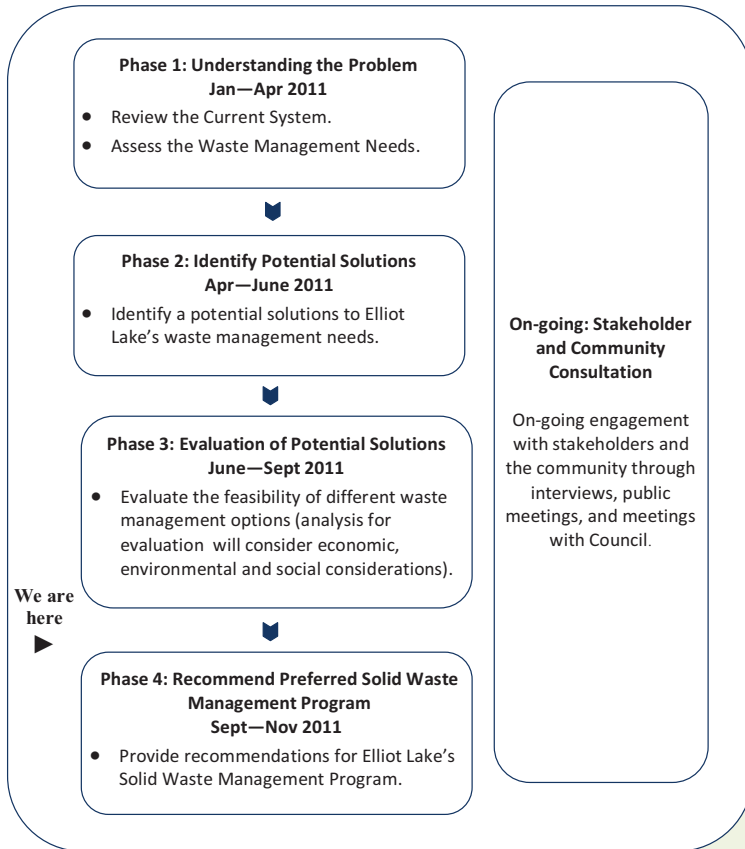 Phase 1: Understanding the Problem
Jan—Apr 2011
• Review the Current System.
• Assess the Waste Management Needs.
Phase 2: Identify Potential Solutions
Apr—June 2011
• Identify a potential solutions to Elliot
Lake's waste management needs.
Phase 3: Evaluation of Potential Solutions
June—Sept 2011
• Evaluate the feasibility of different waste
management options (analysis for
evaluation will consider economic,
environmental and social considerations).
We are
here
Phase 4: Recommend Preferred Solid Waste
Management Program
Sept—Nov 2011
• Provide recommendations for Elliot Lake's
Solid Waste Management Program.
On-going: Stakeholder
and Community
Consultation
On-going engagement
with stakeholders and
the community through
interviews, public
meetings, and meetings
with Council.